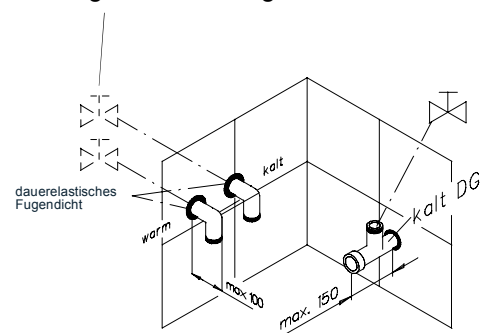 dauerelastisches
Fugendicht
warm
kalt
max 100
max. 150
kalt DG